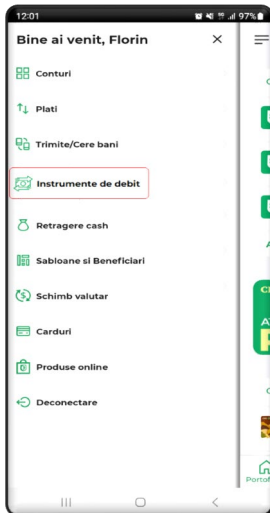 12:01
97%
Bine ai venit, Florin
Conturi
Plati
Trimite/Cere bani
Instrumente de debit
Retragere cash
Sabloane si Beneficiari
Schimb valutar
Carduri
Produse online
Deconectare